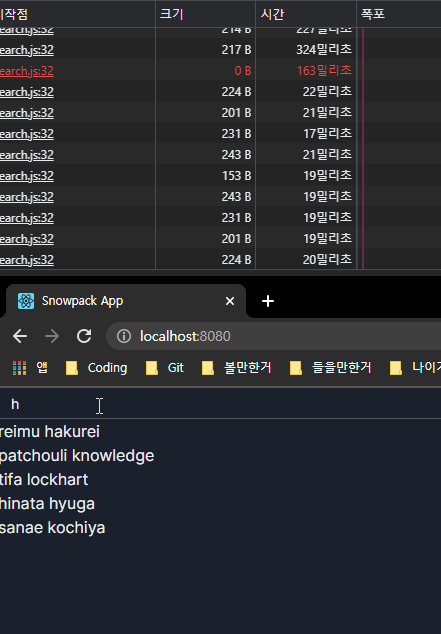 시작점 크기 시간 폭포
earch.js:32 214 B 227밀리초
earch.js:32 217 B 324밀리초
earch.js:32 0 B 163밀리초
earch.js:32 224 B 22밀리초
earch.js:32 201 B 21밀리초
earch.js:32 231 B 17밀리초
earch.js:32 243 B 21밀리초
earch.js:32 153 B 19밀리초
earch.js:32 243 B 19밀리초
earch.js:32 231 B 19밀리초
earch.js:32 201 B 19밀리초
earch.js:32 224 B 20밀리초
Snowpack App
localhost:8080
앱 Coding Git 볼만한거 들을만한거 나이기
h
reimu hakurei
patchouli knowledge
tifa lockhart
hinata hyuga
sanae kochiya